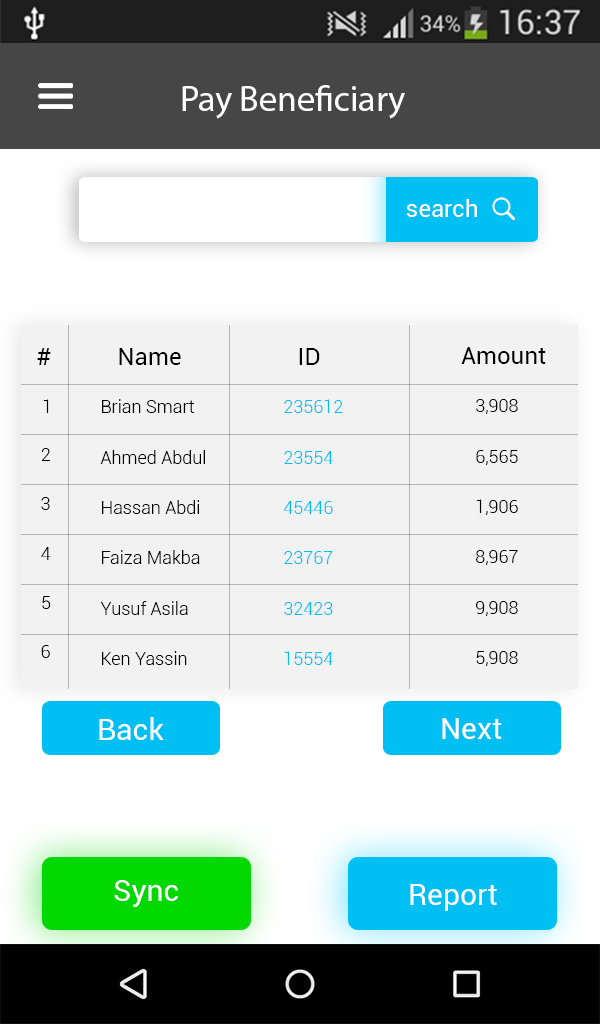 34% 16:37
Pay Beneficiary
search
# Name ID Amount
1 Brian Smart 235612 3,908
2 Ahmed Abdul 23554 6,565
3 Hassan Abdi 45446 1,906
4 Faiza Makba 23767 8,967
5 Yusuf Asila 32423 9,908
6 Ken Yassin 15554 5,908
Back Next
Sync Report